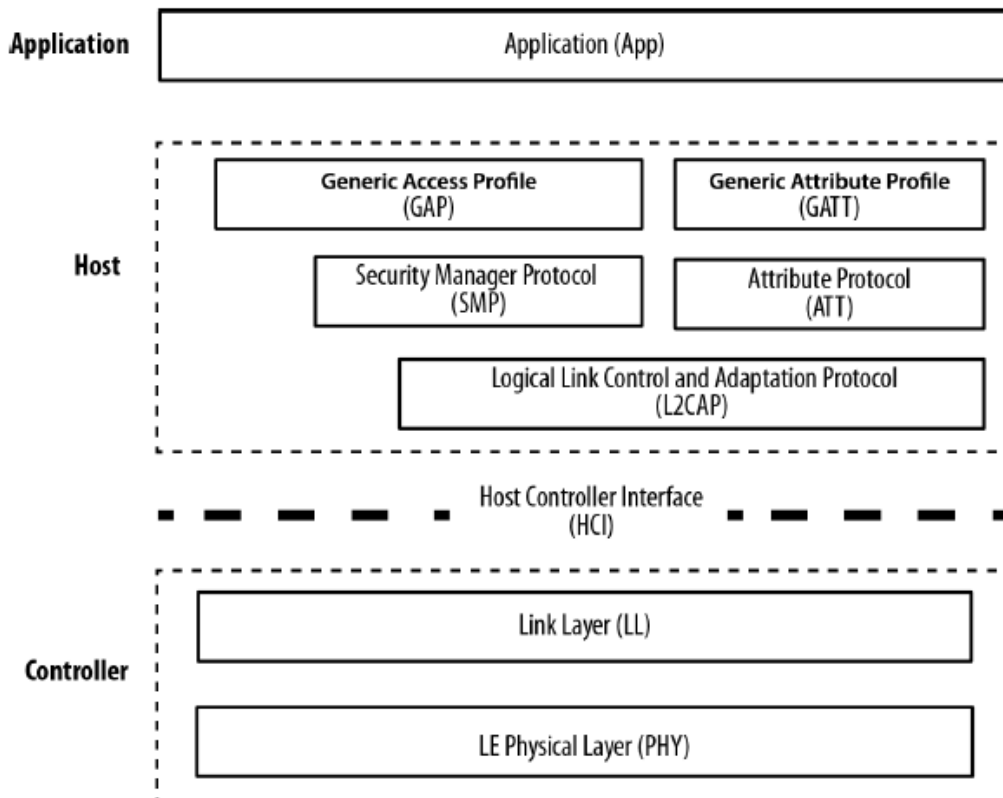 Application
Application (App)
Generic Access Profile
(GAP)
Generic Attribute Profile
(GATT)
Host
Security Manager Protocol
(SMP)
Attribute Protocol
(ATT)
Logical Link Control and Adaptation Protocol
(L2CAP)
Host Controller Interface
(HCI)
Link Layer (LL)
Controller
LE Physical Layer (PHY)